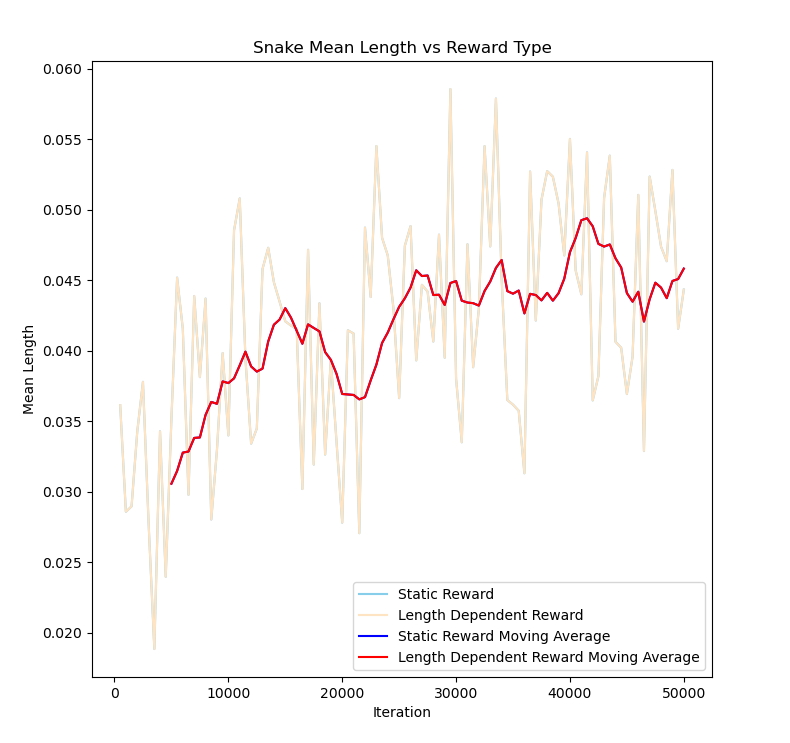 Snake Mean Length vs Reward Type
0.060
0.055
0.050
0.045
0.040
0.035
0.030
0.025
0.020
Mean Length
0 10000 20000 30000 40000 50000
Iteration
Static Reward
Length Dependent Reward
Static Reward Moving Average
Length Dependent Reward Moving Average